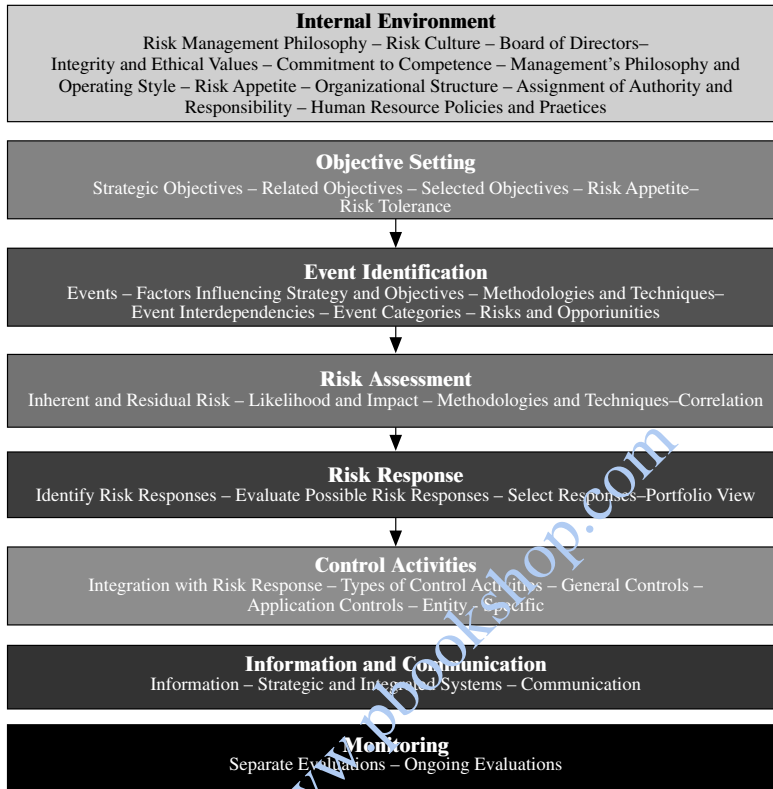 Internal Environment
Risk Management Philosophy – Risk Culture – Board of Directors–
Integrity and Ethical Values – Commitment to Competence – Management's Philosophy and
Operating Style – Risk Appetite – Organizational Structure – Assignment of Authority and
Responsibility – Human Resource Policies and Praetices
Objective Setting
Strategic Objectives – Related Objectives – Selected Objectives – Risk Appetite–
Risk Tolerance
Event Identification
Events – Factors Influencing Strategy and Objectives – Methodologies and Techniques–
Event Interdependencies – Event Categories – Risks and Opporiunities
Risk Assessment
Inherent and Residual Risk – Likelihood and Impact – Methodologies and Techniques–Correlation
Risk Response
Identify Risk Responses – Evaluate Possible Risk Responses – Select Responses–Portfolio View
Control Activities
Integration with Risk Response – Types of Control Activities – General Controls –
Application Controls – Entity - Specific
Information and Communication
Information – Strategic and Integrated Systems – Communication
Monitoring
Separate Evaluations – Ongoing Evaluations
www.pbookshop.com